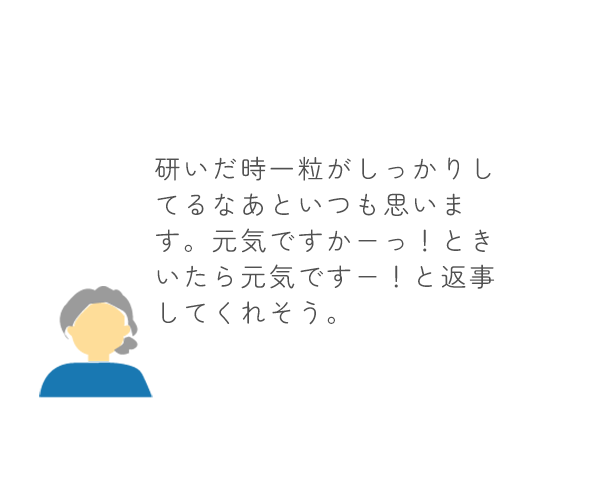 研いだ時一粒がしっかりし
てるなあといつも思いま
す。元気ですかーっ！とき
いたら元気ですー！と返事
してくれそう。